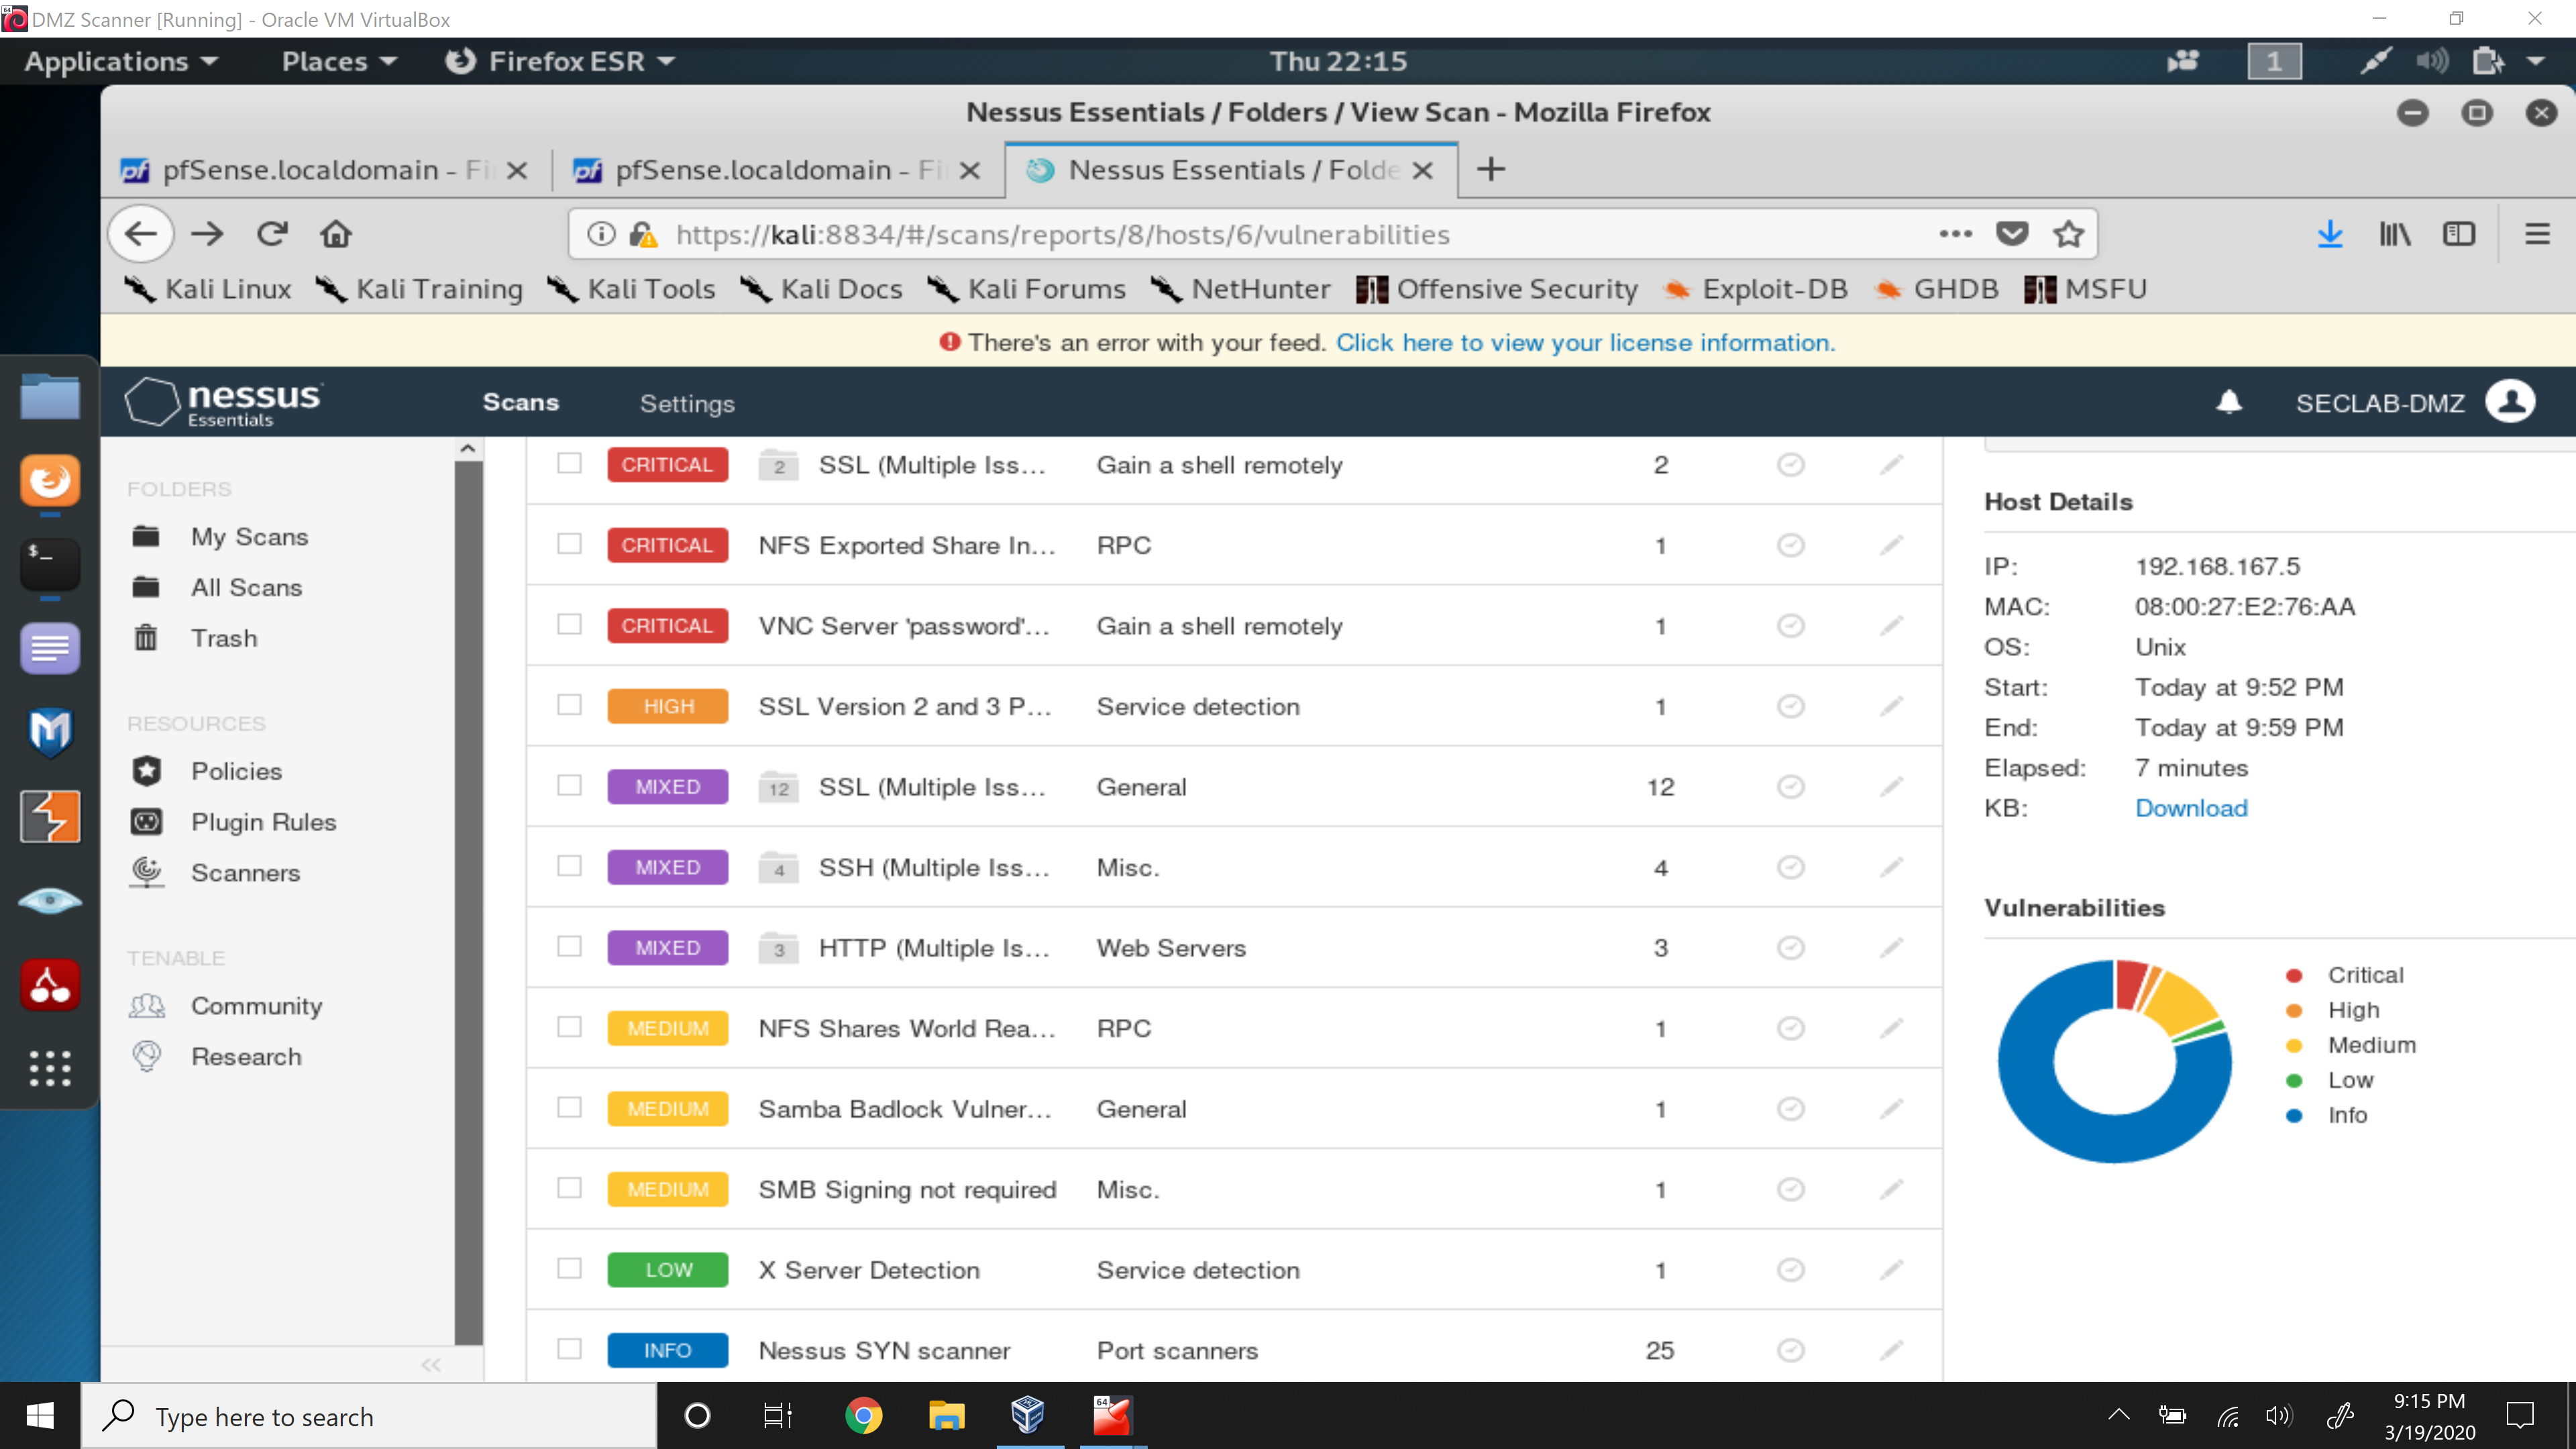 DMZ Scanner [Running] - Oracle VM VirtualBox
Applications Places Firefox ESR Thu 22:15 1
Nessus Essentials / Folders / View Scan - Mozilla Firefox
pfSense.localdomain - Fi pfSense.localdomain - Fi Nessus Essentials / Folde
https://kali:8834/#/scans/reports/8/hosts/6/vulnerabilities
Kali Linux Kali Training Kali Tools Kali Docs Kali Forums NetHunter Offensive Security Exploit-DB GHDB MSFU
There's an error with your feed. Click here to view your license information.
nessus Essentials Scans Settings SECLAB-DMZ
FOLDERS
My Scans
All Scans
Trash
RESOURCES
Policies
Plugin Rules
Scanners
TENABLE
Community
Research
CRITICAL 2 SSL (Multiple Iss... Gain a shell remotely 2
CRITICAL NFS Exported Share In... RPC 1
CRITICAL VNC Server 'password'... Gain a shell remotely 1
HIGH SSL Version 2 and 3 P... Service detection 1
MIXED 12 SSL (Multiple Iss... General 12
MIXED 4 SSH (Multiple Iss... Misc. 4
MIXED 3 HTTP (Multiple Is... Web Servers 3
MEDIUM NFS Shares World Rea... RPC 1
MEDIUM Samba Badlock Vulner... General 1
MEDIUM SMB Signing not required Misc. 1
LOW X Server Detection Service detection 1
INFO Nessus SYN scanner Port scanners 25
Host Details
IP: 192.168.167.5
MAC: 08:00:27:E2:76:AA
OS: Unix
Start: Today at 9:52 PM
End: Today at 9:59 PM
Elapsed: 7 minutes
KB: Download
Vulnerabilities
Critical
High
Medium
Low
Info
Type here to search
64
9:15 PM
3/19/2020